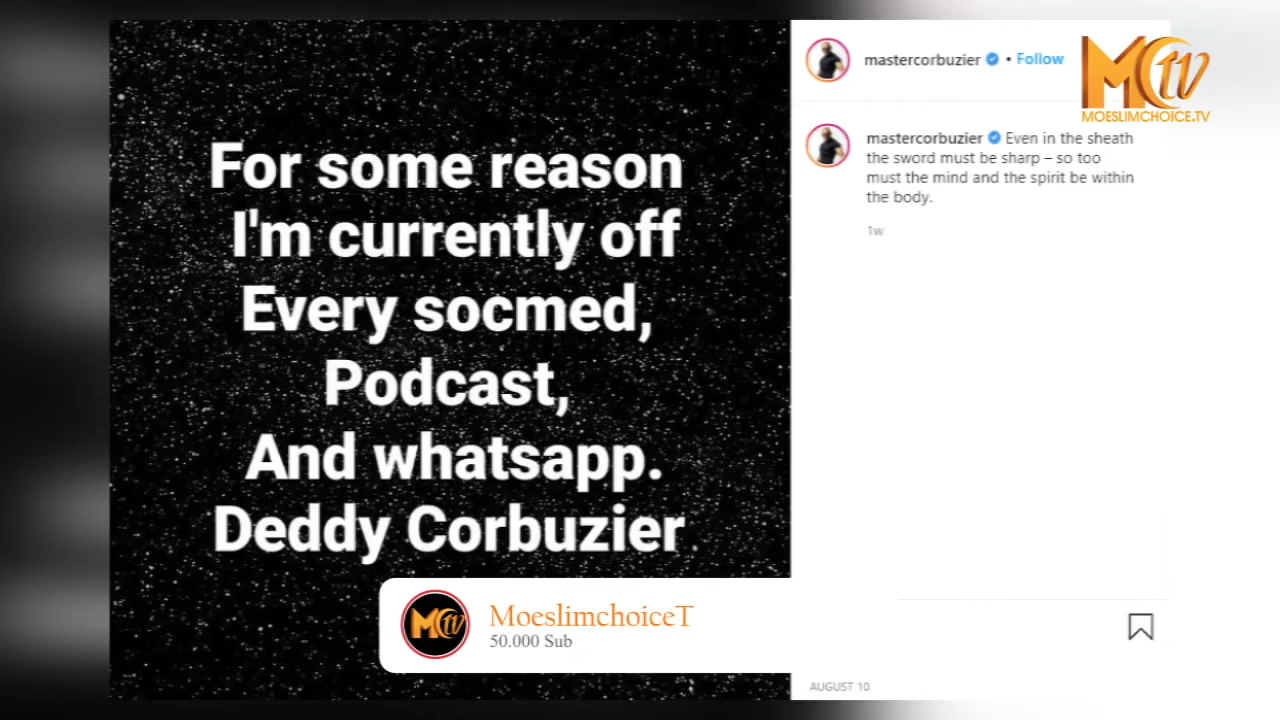 For some reason
I'm currently off
Every socmed,
Podcast,
And whatsapp.
Deddy Corbuzier
mastercorbuzier • Follow
mastercorbuzier Even in the sheath
the sword must be sharp – so too
must the mind and the spirit be within
the body.
1w
AUGUST 10
MCtv
MOESLIMCHOICE.TV
MCtv
MoeslimchoiceT
50.000 Sub